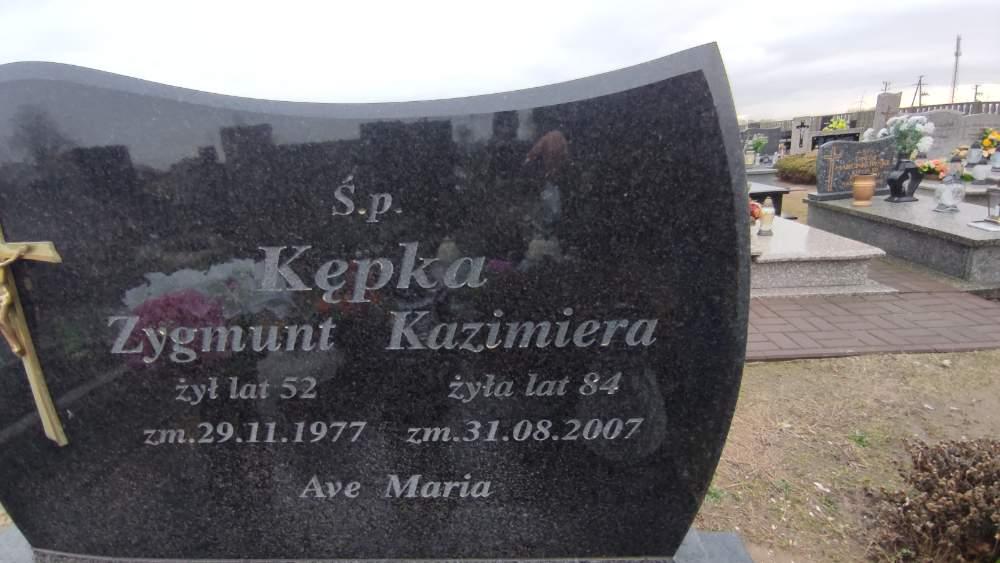 Ś.p.
Kępka
Zygmunt Kazimiera
żył lat 52 żyła lat 84
zm.29.11.1977 zm.31.08.2007
Ave Maria